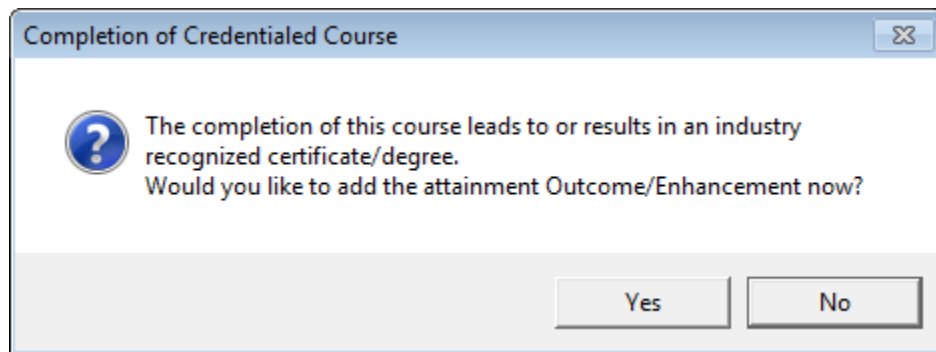 Completion of Credentialed Course
The completion of this course leads to or results in an industry
recognized certificate/degree.
Would you like to add the attainment Outcome/Enhancement now?
Yes
No